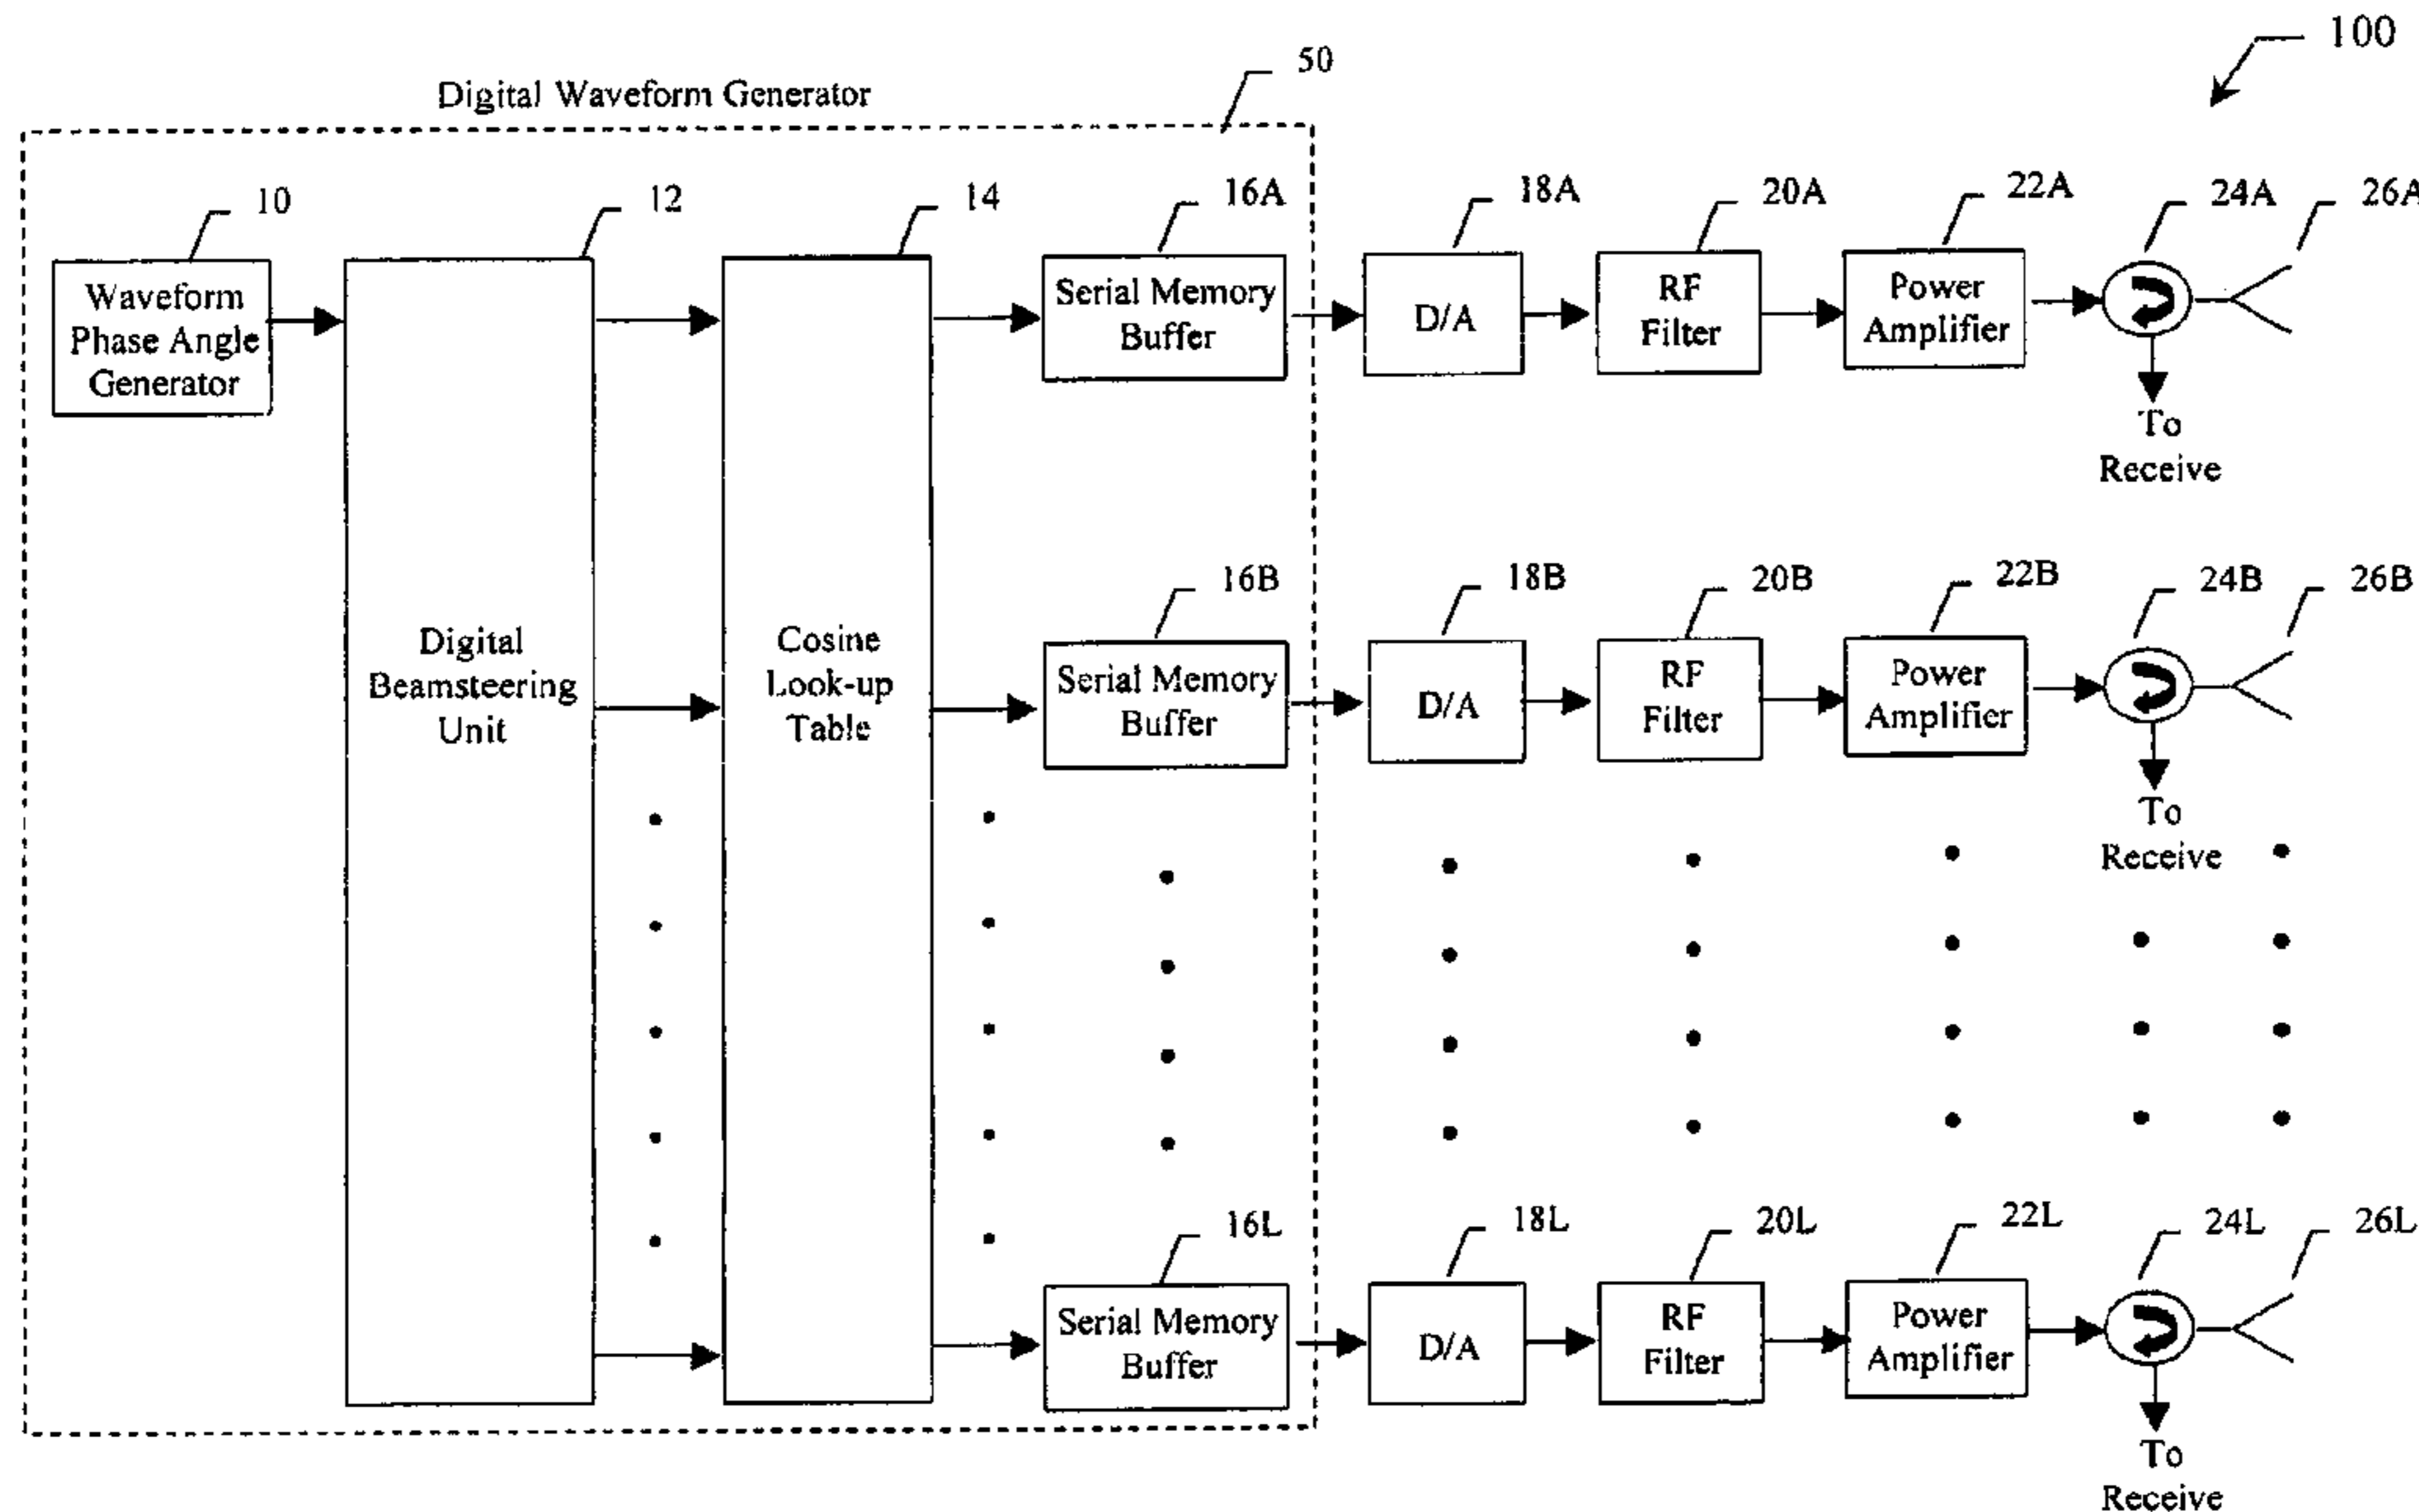 100
50
Digital Waveform Generator
10
12
14
16A
18A
20A
22A
24A
26A
Waveform
Phase Angle
Generator
Serial Memory
Buffer
D/A
RF
Filter
Power
Amplifier
To
Receive
16B
18B
20B
22B
24B
26B
Digital
Beamsteering
Unit
Cosine
Look-up
Table
Serial Memory
Buffer
D/A
RF
Filter
Power
Amplifier
To
Receive
16L
18L
20L
22L
24L
26L
Serial Memory
Buffer
D/A
RF
Filter
Power
Amplifier
To
Receive